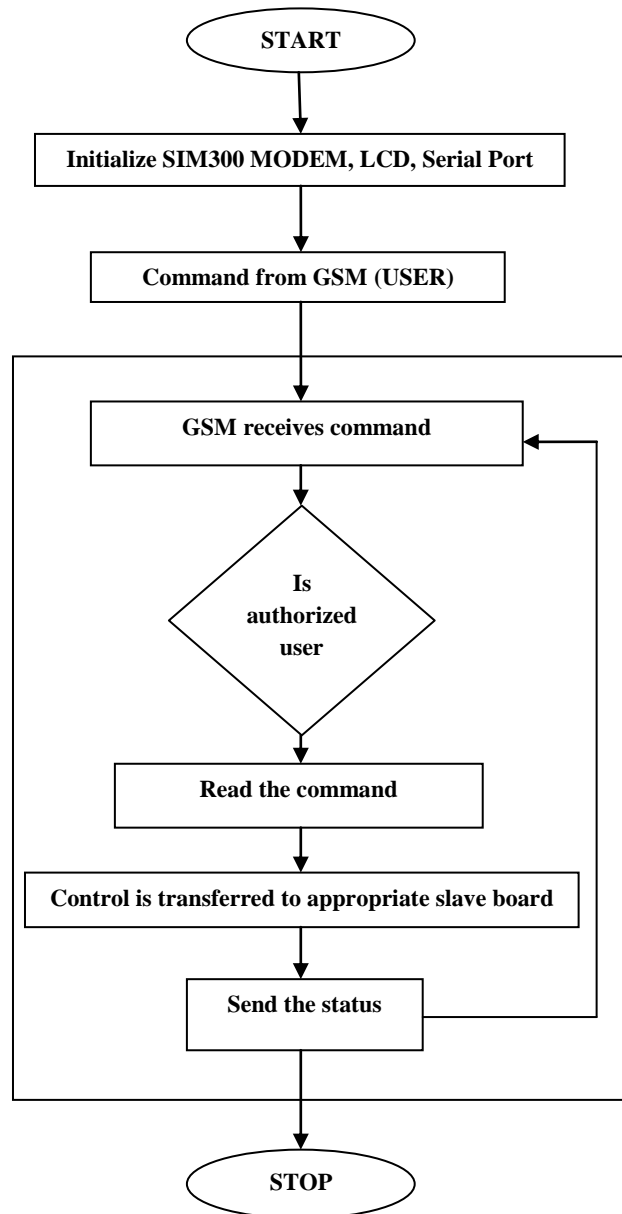 START
Initialize SIM300 MODEM, LCD, Serial Port
Command from GSM (USER)
GSM receives command
Is
authorized
user
Read the command
Control is transferred to appropriate slave board
Send the status
STOP